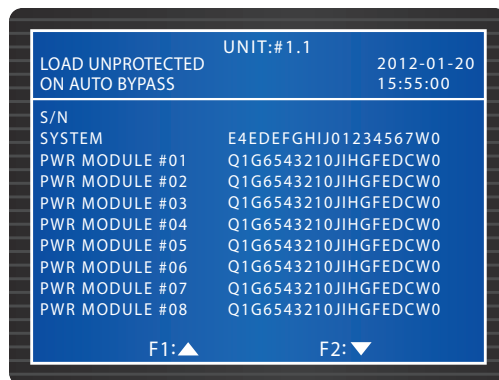 UNIT:#1.1
LOAD UNPROTECTED 2012-01-20
ON AUTO BYPASS 15:55:00
S/N
SYSTEM E4EDEFGHIJ01234567W0
PWR MODULE #01 Q1G6543210JIHGFEDCW0
PWR MODULE #02 Q1G6543210JIHGFEDCW0
PWR MODULE #03 Q1G6543210JIHGFEDCW0
PWR MODULE #04 Q1G6543210JIHGFEDCW0
PWR MODULE #05 Q1G6543210JIHGFEDCW0
PWR MODULE #06 Q1G6543210JIHGFEDCW0
PWR MODULE #07 Q1G6543210JIHGFEDCW0
PWR MODULE #08 Q1G6543210JIHGFEDCW0
F1:▲ F2:▼